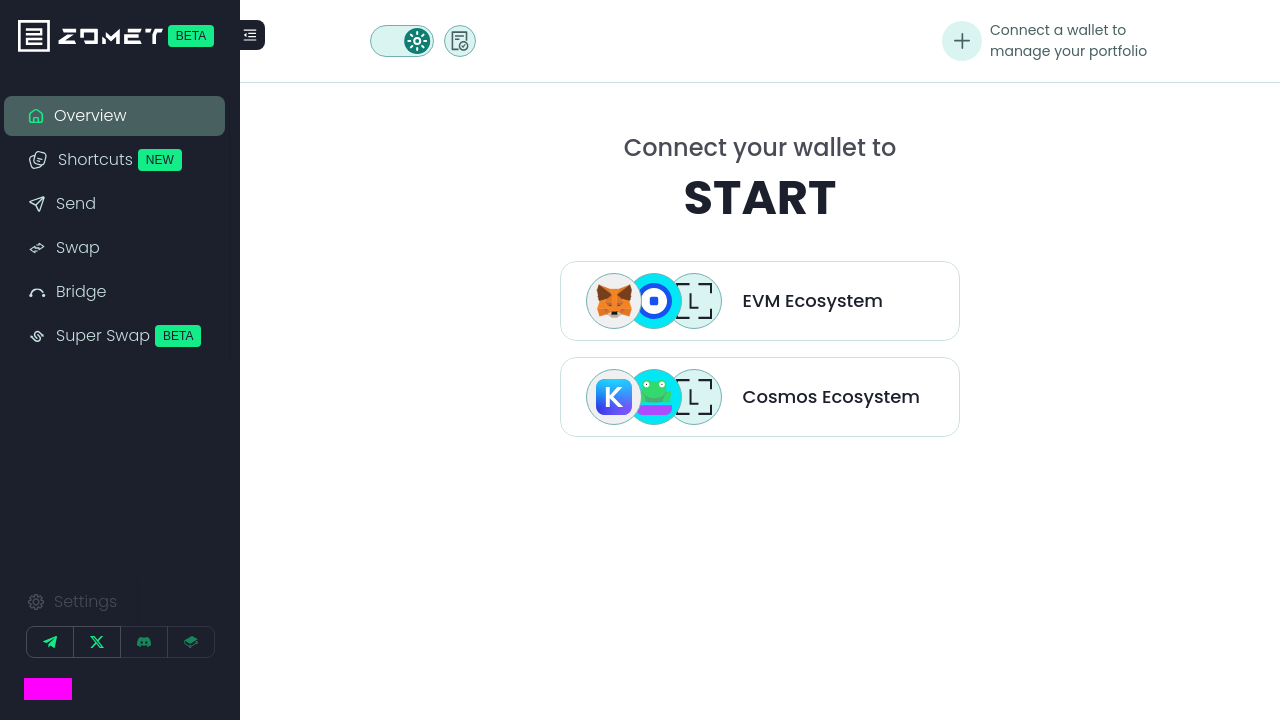 ZOMET BETA
Overview
Shortcuts NEW
Send
Swap
Bridge
Super Swap BETA
Settings
Connect a wallet to
manage your portfolio
Connect your wallet to
START
L EVM Ecosystem
K L Cosmos Ecosystem